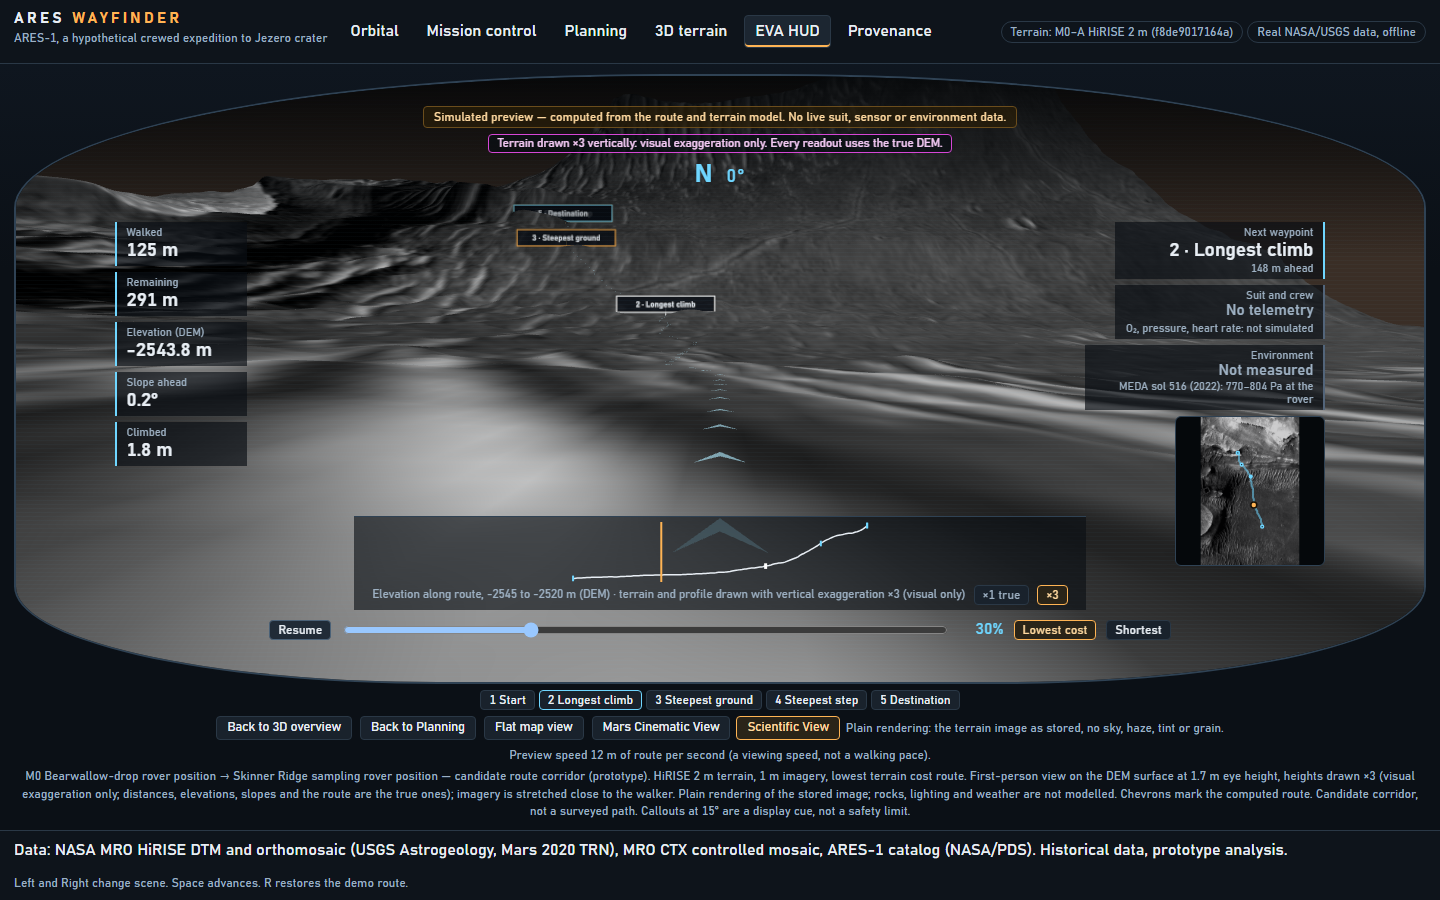 ARES WAYFINDER
ARES-1, a hypothetical crewed expedition to Jezero crater
Orbital
Mission control
Planning
3D terrain
EVA HUD
Provenance
Terrain: M0-A HiRISE 2 m (f8de9017164a)
Real NASA/USGS data, offline
Simulated preview — computed from the route and terrain model. No live suit, sensor or environment data.
Terrain drawn ×3 vertically: visual exaggeration only. Every readout uses the true DEM.
N 0°
Destination
3 · Steepest ground
2 · Longest climb
Walked
125 m
Remaining
291 m
Elevation (DEM)
−2543.8 m
Slope ahead
0.2°
Climbed
1.8 m
Next waypoint
2 · Longest climb
148 m ahead
Suit and crew
No telemetry
O₂, pressure, heart rate: not simulated
Environment
Not measured
MEDA sol 516 (2022): 770–804 Pa at the
rover
Elevation along route, −2545 to −2520 m (DEM) · terrain and profile drawn with vertical exaggeration ×3 (visual only)
×1 true
×3
Resume
30%
Lowest cost
Shortest
1 Start
2 Longest climb
3 Steepest ground
4 Steepest step
5 Destination
Back to 3D overview
Back to Planning
Flat map view
Mars Cinematic View
Scientific View
Plain rendering: the terrain image as stored, no sky, haze, tint or grain.
Preview speed 12 m of route per second (a viewing speed, not a walking pace).
M0 Bearwallow-drop rover position → Skinner Ridge sampling rover position — candidate route corridor (prototype). HiRISE 2 m terrain, 1 m imagery, lowest terrain cost route. First-person view on the DEM surface at 1.7 m eye height, heights drawn ×3 (visual
exaggeration only; distances, elevations, slopes and the route are the true ones); imagery is stretched close to the walker. Plain rendering of the stored image; rocks, lighting and weather are not modelled. Chevrons mark the computed route. Candidate corridor,
not a surveyed path. Callouts at 15° are a display cue, not a safety limit.
Data: NASA MRO HiRISE DTM and orthomosaic (USGS Astrogeology, Mars 2020 TRN), MRO CTX controlled mosaic, ARES-1 catalog (NASA/PDS). Historical data, prototype analysis.
Left and Right change scene. Space advances. R restores the demo route.